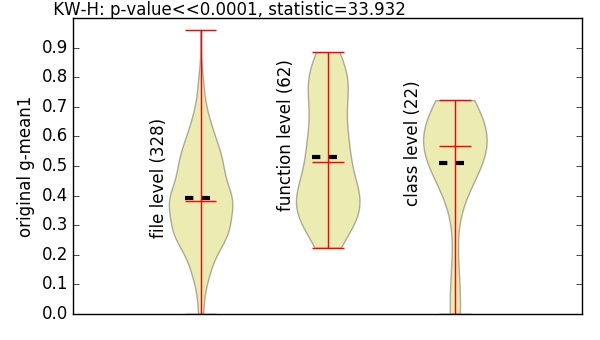 KW-H: p-value<<0.0001, statistic=33.932
original g-mean1
0.9
0.8
0.7
0.6
0.5
0.4
0.3
0.2
0.1
0.0
file level (328)
function level (62)
class level (22)